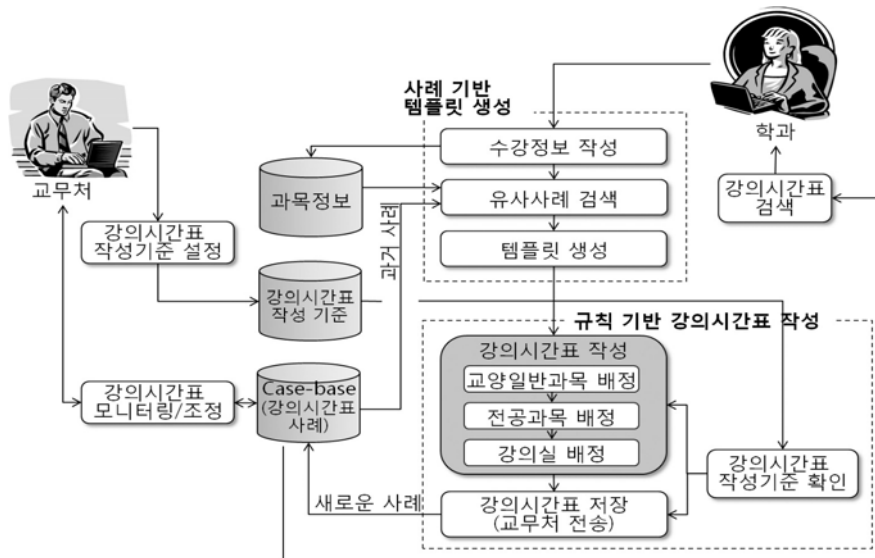 사례 기반
템플릿 생성
학과
교무처
수강정보 작성
과목정보
유사사례 검색
강의시간표
검색
과거 사례
템플릿 생성
강의시간표
작성기준 설정
강의시간표
작성 기준
규칙 기반 강의시간표 작성
강의시간표 작성
교양일반과목 배정
전공과목 배정
강의실 배정
강의시간표
모니터링/조정
Case-base
(강의시간표
사례)
강의시간표
작성기준 확인
새로운 사례
강의시간표 저장
(교무처 전송)